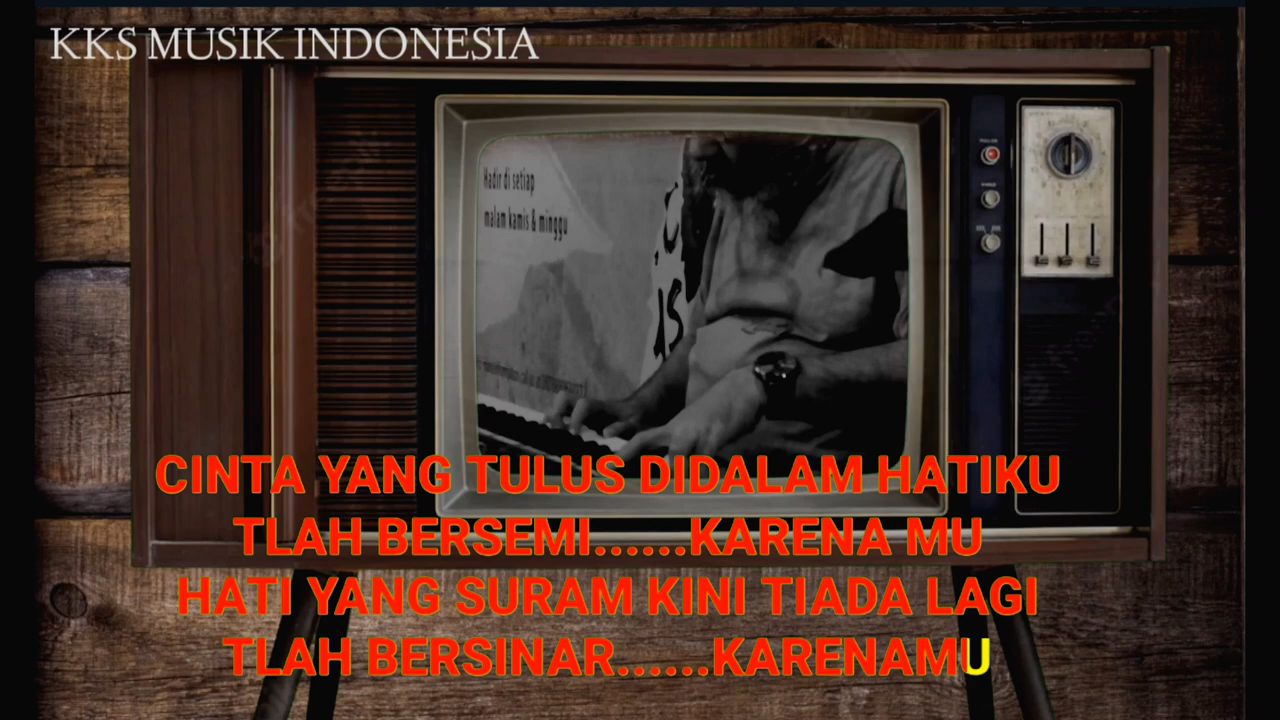 KKS MUSIK INDONESIA
Hadir di setiap
malam kamis & minggu
CINTA YANG TULUS DIDALAM HATIKU
TLAH BERSEMI......KARENA MU
HATI YANG SURAM KINI TIADA LAGI
TLAH BERSINAR......KARENAMU